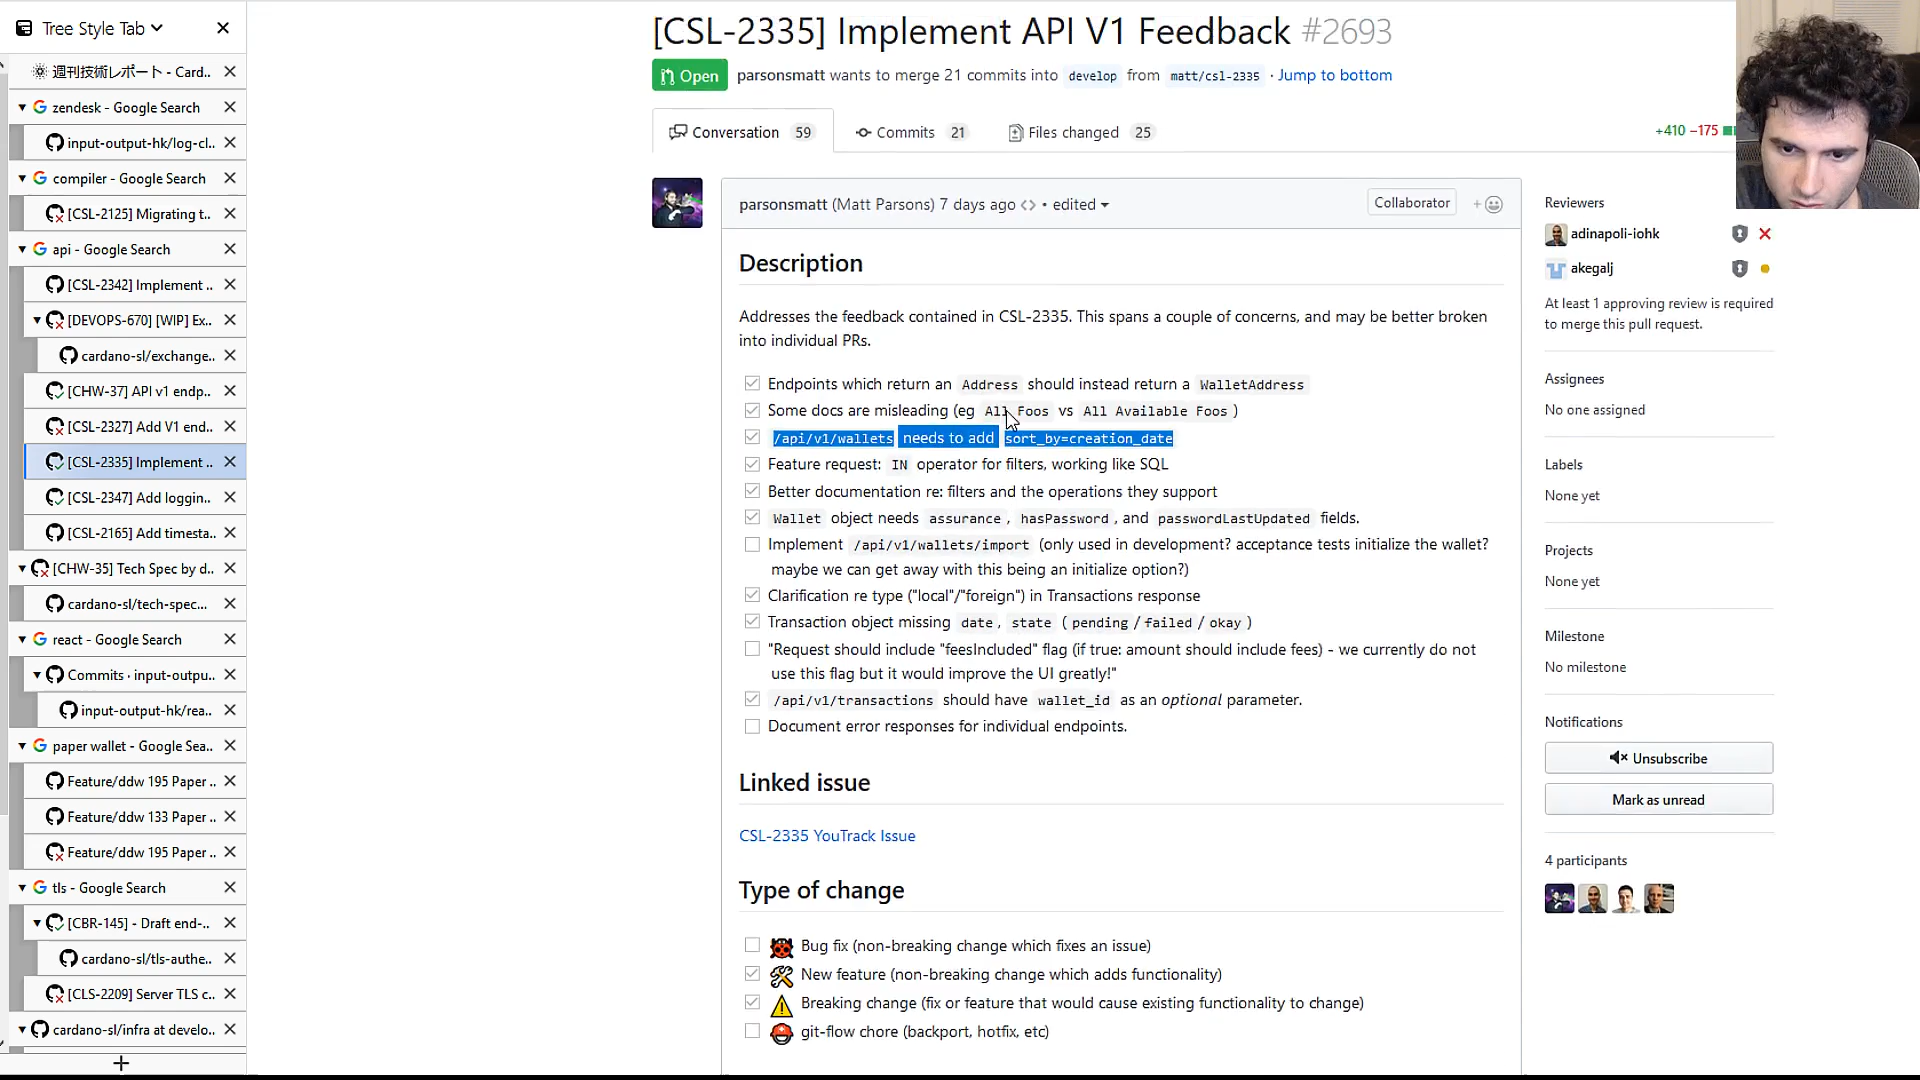 Tree Style Tab
週刊技術レポート - Card..
zendesk - Google Search
input-output-hk/log-cl..
compiler - Google Search
[CSL-2125] Migrating t..
api - Google Search
[CSL-2342] Implement ..
[DEVOPS-670] [WIP] Ex..
cardano-sl/exchange..
[CHW-37] API v1 endp..
[CSL-2327] Add V1 end..
[CSL-2335] Implement ..
[CSL-2347] Add loggin..
[CSL-2165] Add timesta..
[CHW-35] Tech Spec by d..
cardano-sl/tech-spec...
react - Google Search
Commits · input-outpu..
input-output-hk/rea..
paper wallet - Google Sea..
Feature/ddw 195 Paper ..
Feature/ddw 133 Paper ..
Feature/ddw 195 Paper ..
tls - Google Search
[CBR-145] - Draft end-..
cardano-sl/tls-authe..
[CLS-2209] Server TLS c..
cardano-sl/infra at develo..
[CSL-2335] Implement API V1 Feedback #2693
Open parsonsmatt wants to merge 21 commits into develop from matt/csl-2335 · Jump to bottom
Conversation 59 Commits 21 Files changed 25
+410 −175
parsonsmatt (Matt Parsons) 7 days ago <> • edited Collaborator
Description
Addresses the feedback contained in CSL-2335. This spans a couple of concerns, and may be better broken
into individual PRs.
Endpoints which return an Address should instead return a WalletAddress
Some docs are misleading (eg All Foos vs All Available Foos )
/api/v1/wallets needs to add sort_by=creation_date
Feature request: IN operator for filters, working like SQL
Better documentation re: filters and the operations they support
Wallet object needs assurance , hasPassword , and passwordLastUpdated fields.
Implement /api/v1/wallets/import (only used in development? acceptance tests initialize the wallet?
maybe we can get away with this being an initialize option?)
Clarification re type ("local"/"foreign") in Transactions response
Transaction object missing date , state ( pending / failed / okay )
"Request should include "feesIncluded" flag (if true: amount should include fees) - we currently do not
use this flag but it would improve the UI greatly!"
/api/v1/transactions should have wallet_id as an optional parameter.
Document error responses for individual endpoints.
Linked issue
CSL-2335 YouTrack Issue
Type of change
Bug fix (non-breaking change which fixes an issue)
New feature (non-breaking change which adds functionality)
Breaking change (fix or feature that would cause existing functionality to change)
git-flow chore (backport, hotfix, etc)
Reviewers
adinapoli-iohk
akegalj
At least 1 approving review is required
to merge this pull request.
Assignees
No one assigned
Labels
None yet
Projects
None yet
Milestone
No milestone
Notifications
Unsubscribe
Mark as unread
4 participants